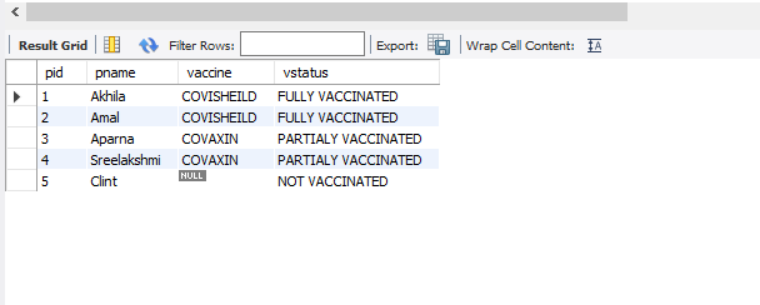 Result Grid Filter Rows: Export: Wrap Cell Content: IA
pid pname vaccine vstatus
1 Akhila COVISHEILD FULLY VACCINATED
2 Amal COVISHEILD FULLY VACCINATED
3 Aparna COVAXIN PARTIALY VACCINATED
4 Sreelakshmi COVAXIN PARTIALY VACCINATED
5 Clint NULL NOT VACCINATED